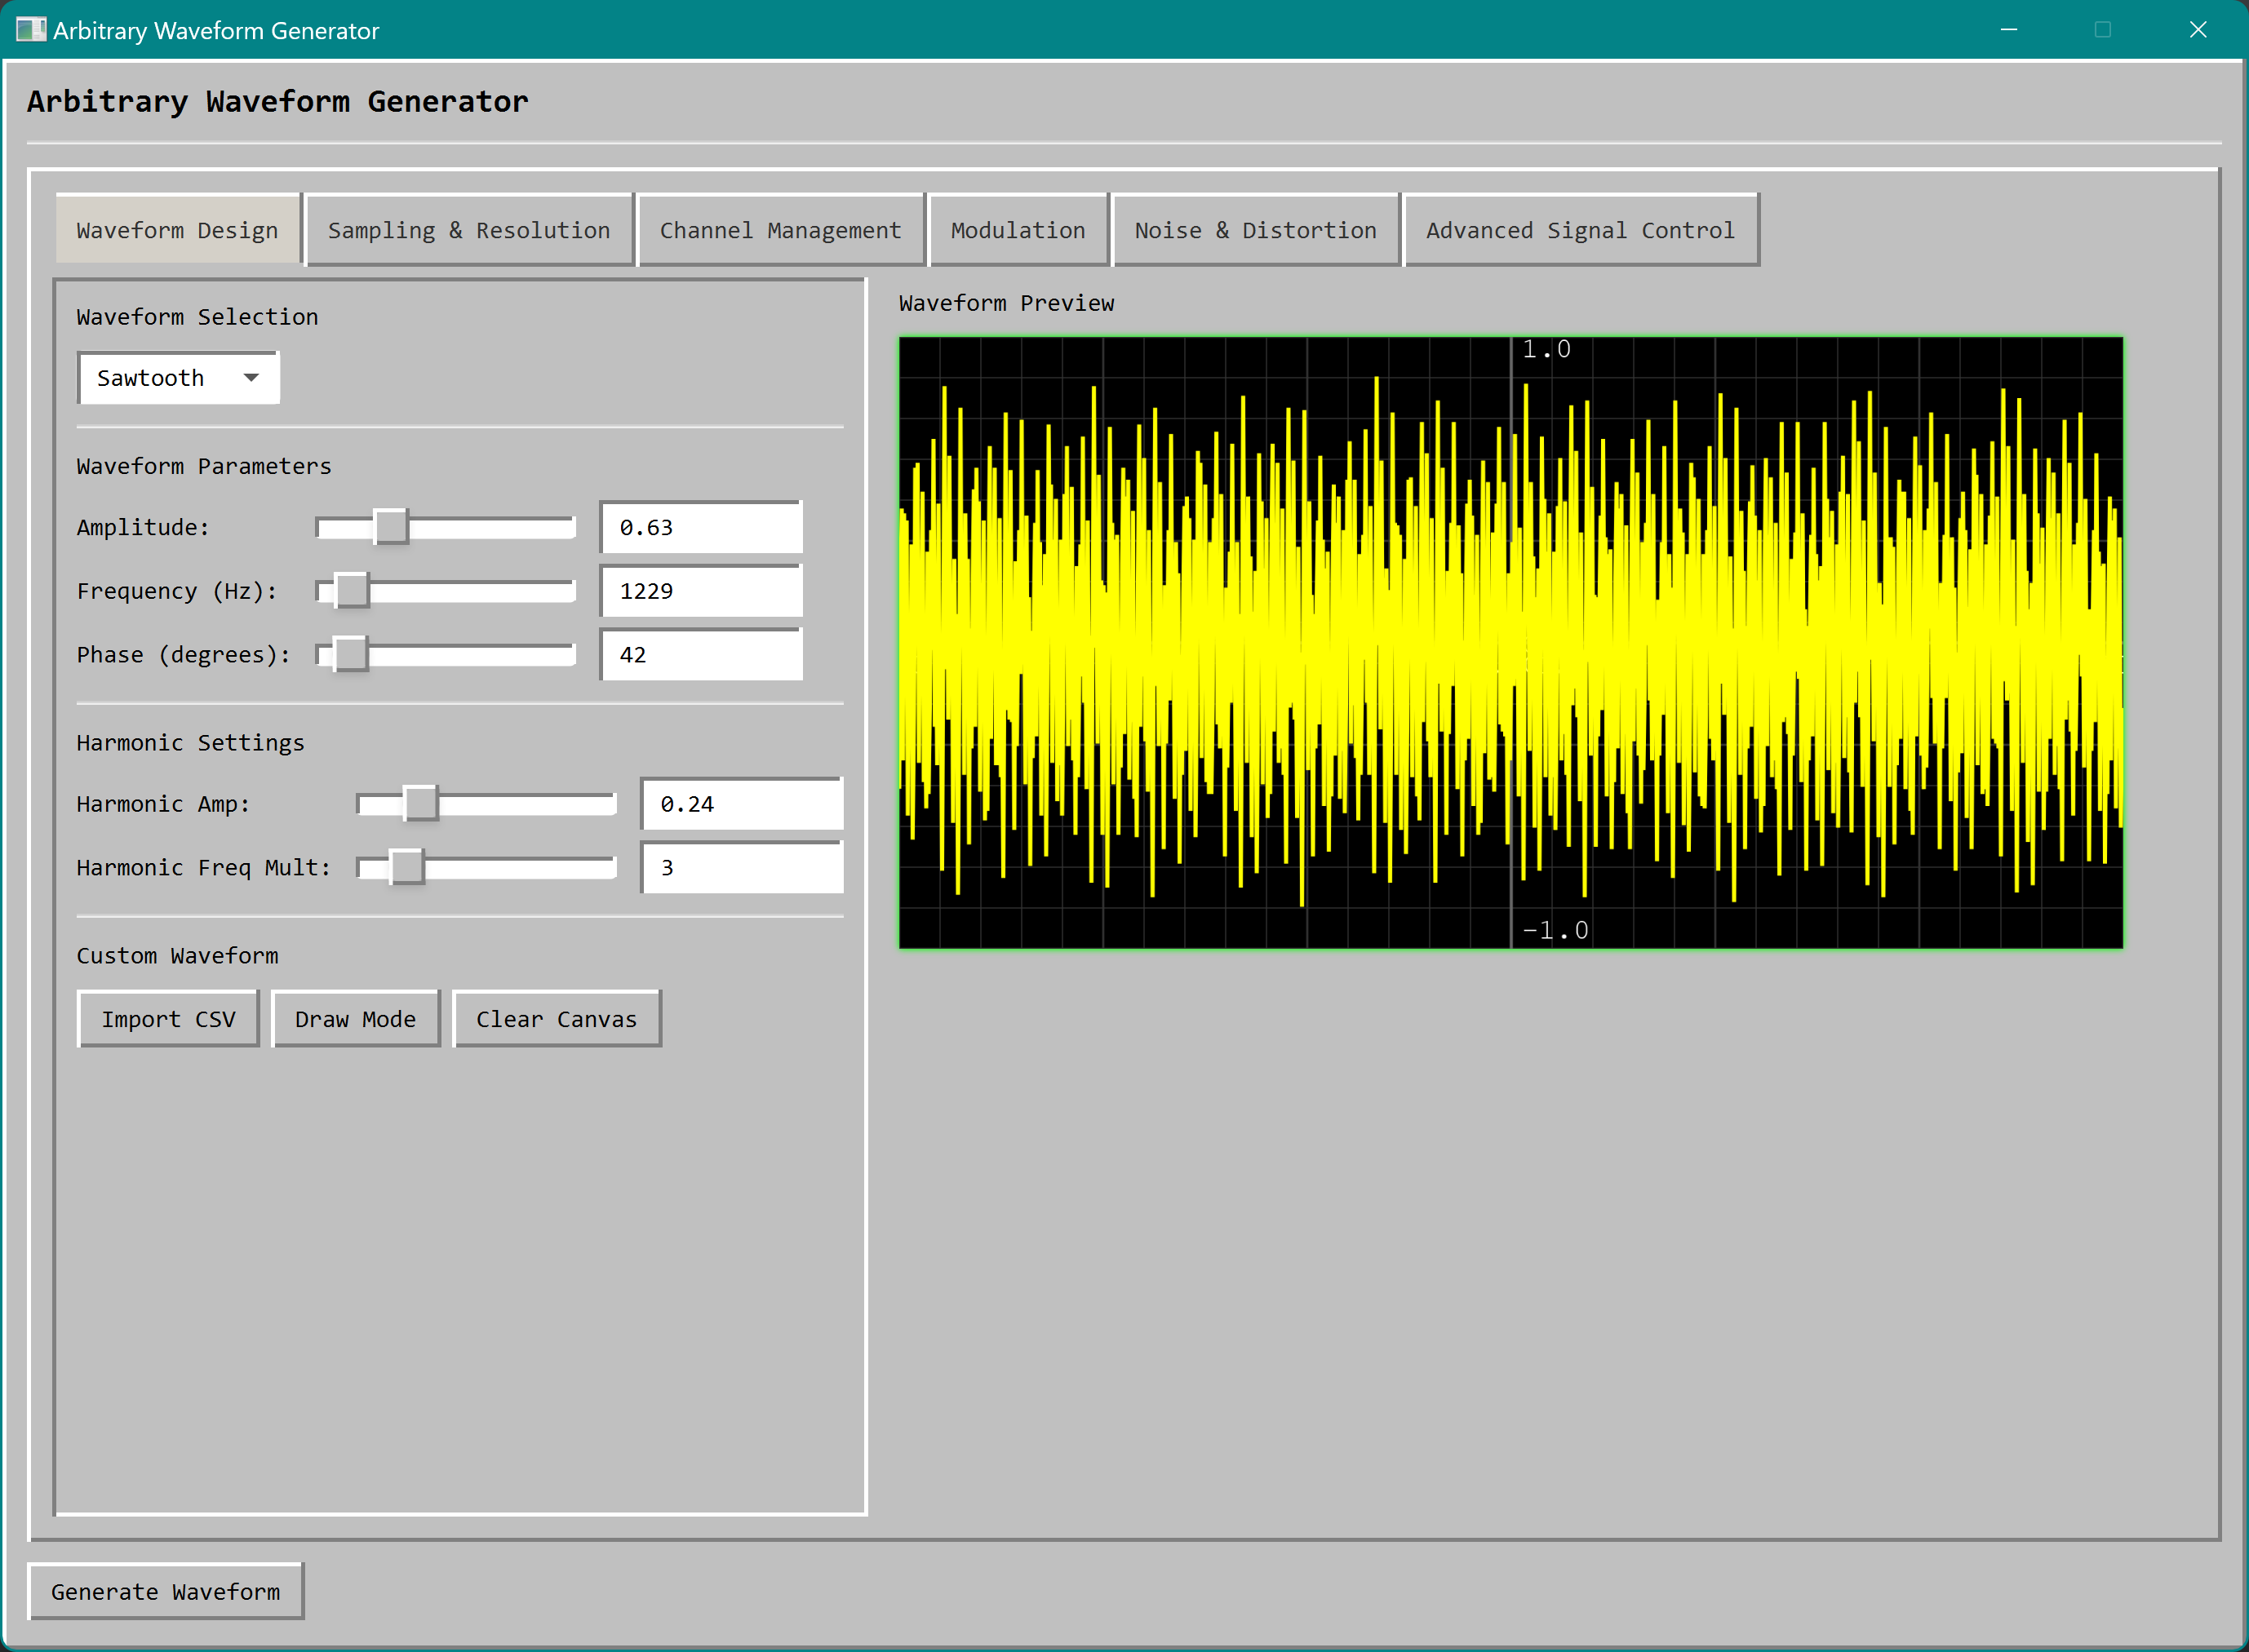 Arbitrary Waveform Generator
Arbitrary Waveform Generator
Waveform Design Sampling & Resolution Channel Management Modulation Noise & Distortion Advanced Signal Control
Waveform Selection
Sawtooth
Waveform Parameters
Amplitude: 0.63
Frequency (Hz): 1229
Phase (degrees): 42
Harmonic Settings
Harmonic Amp: 0.24
Harmonic Freq Mult: 3
Custom Waveform
Import CSV Draw Mode Clear Canvas
Waveform Preview
1.0
-1.0
Generate Waveform